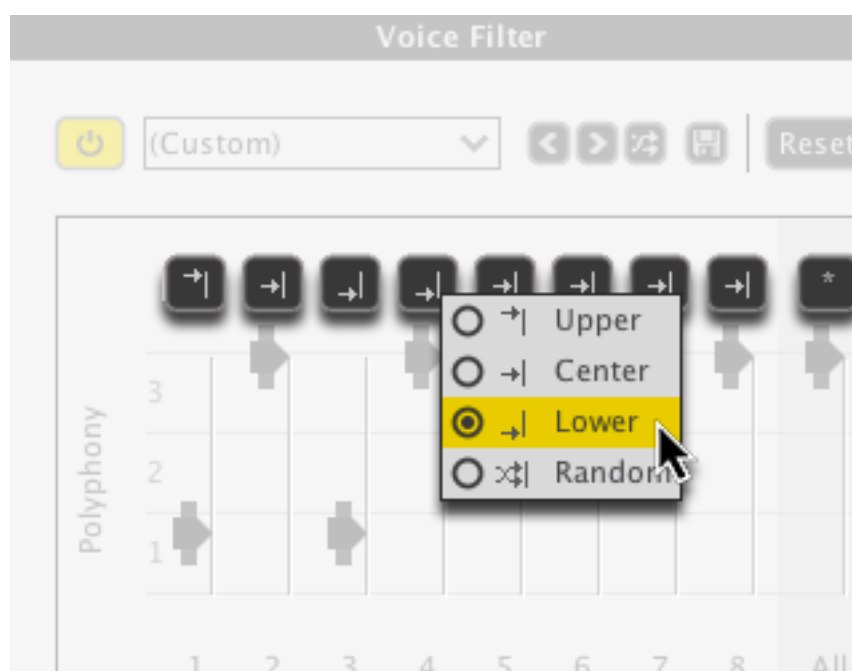 Voice Filter
(Custom)
Reset
*
Upper
Center
Lower
Random
Polyphony
3
2
1
1 2 3 4 5 6 7 8 All